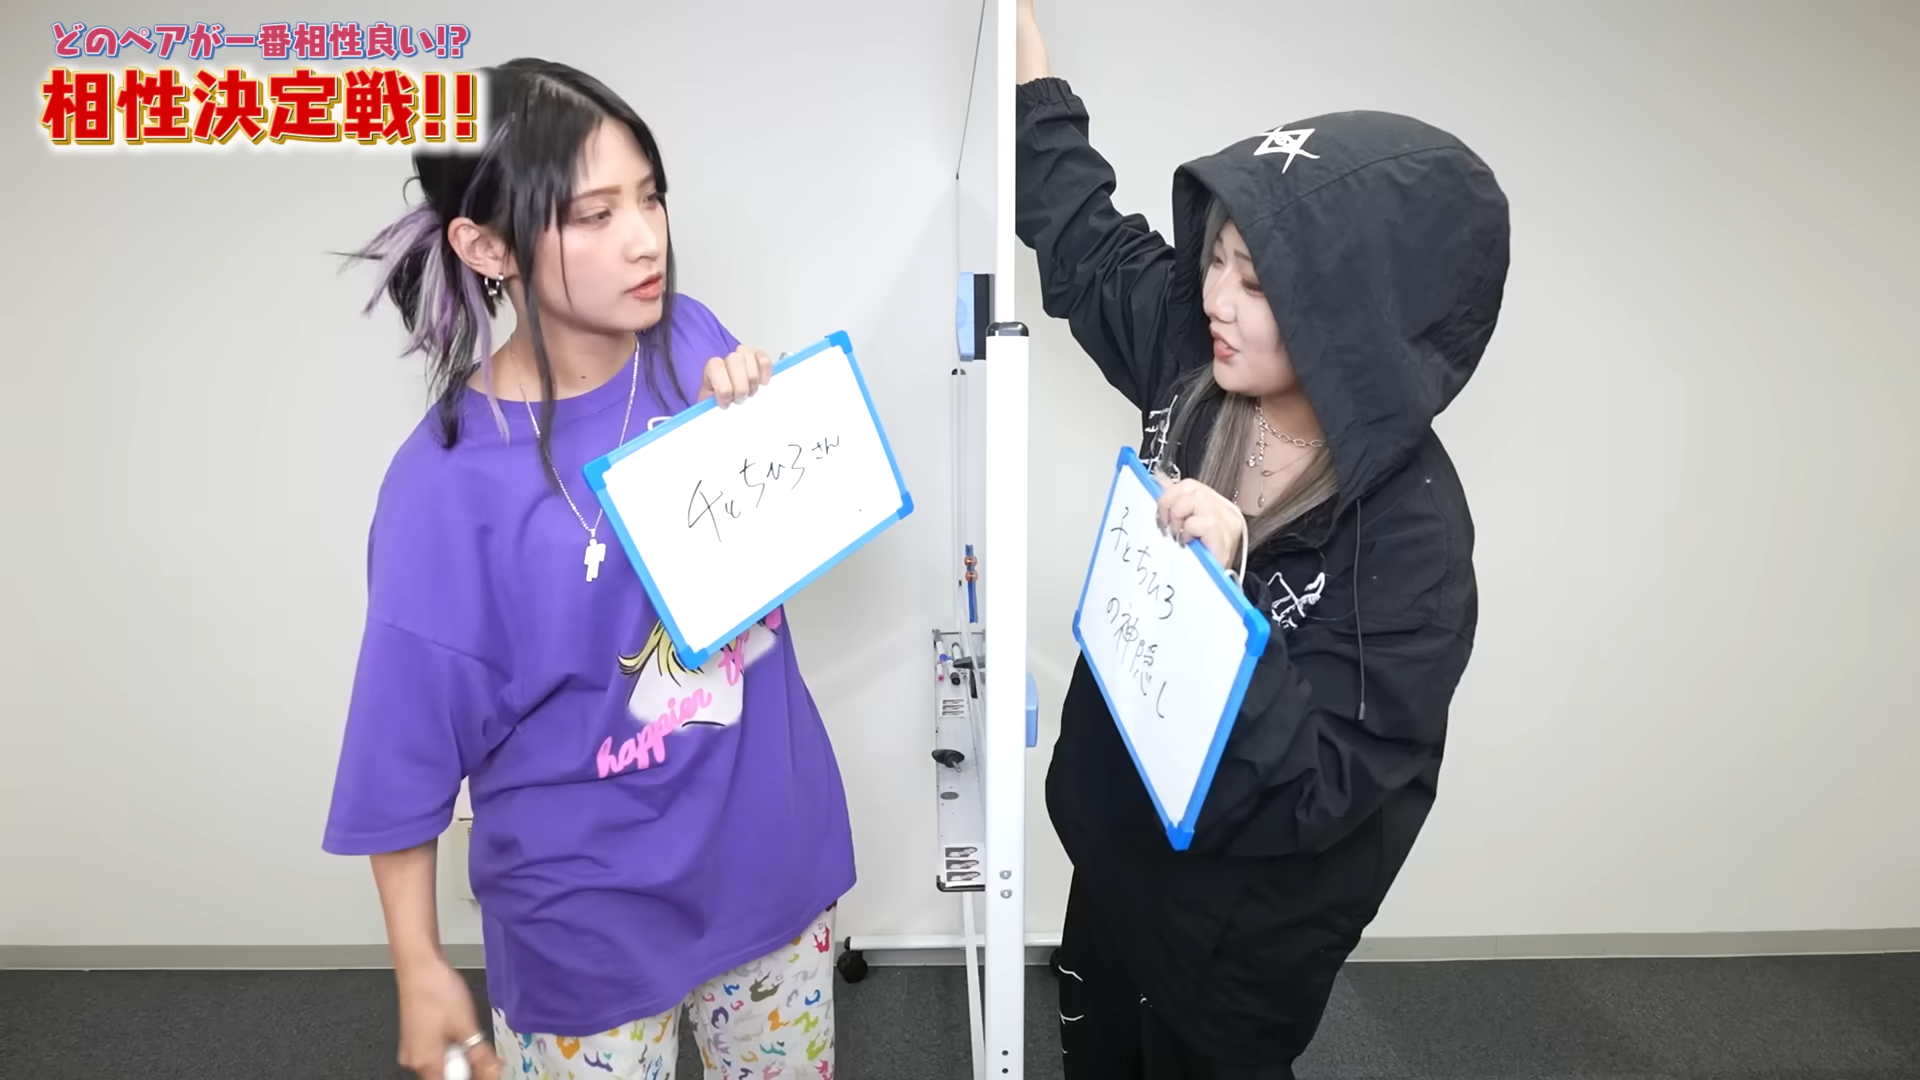 どのペアが一番相性良い!?
相性決定戦!!
千とちひろさん
千とちひろ
の神隠し
happier